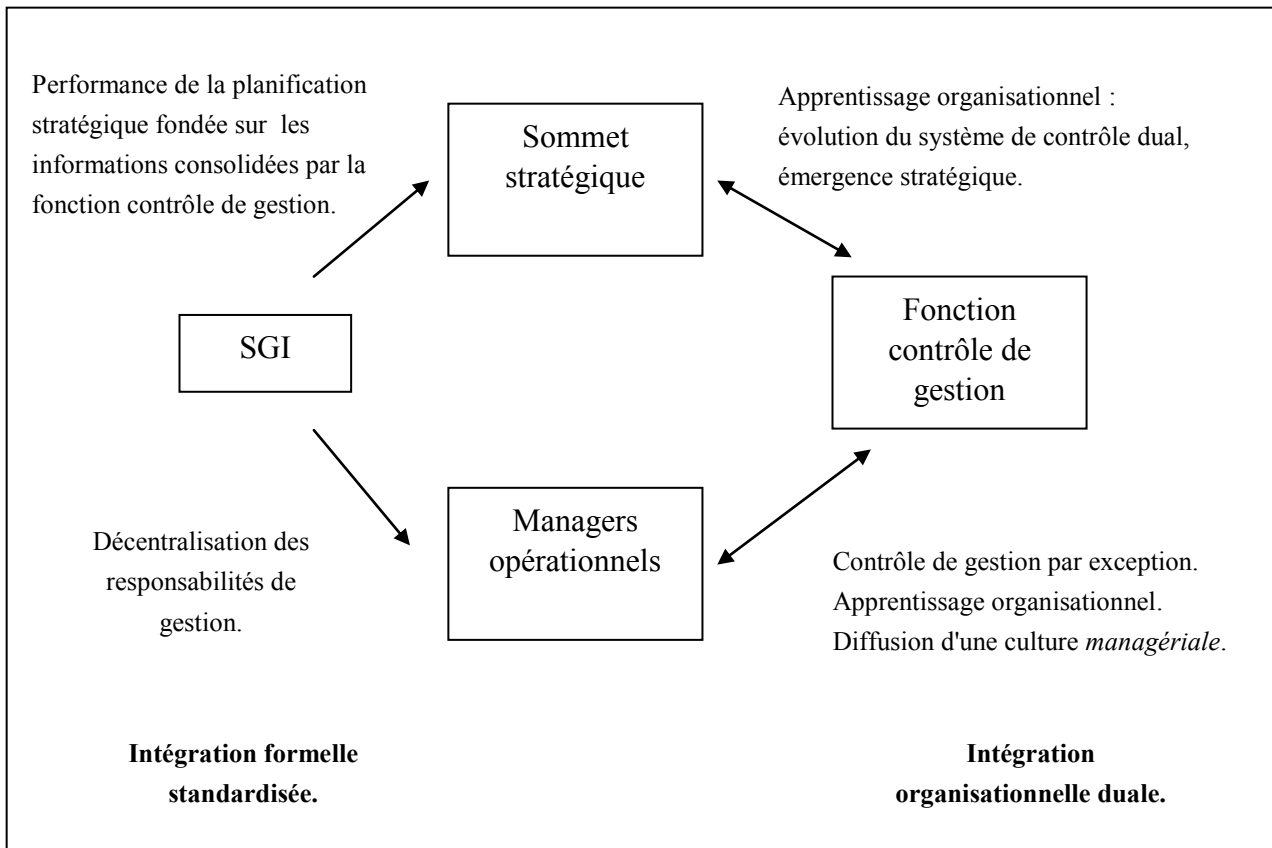 Performance de la planification
stratégique fondée sur les
informations consolidées par la
fonction contrôle de gestion.
Sommet
stratégique
Apprentissage organisationnel :
évolution du système de contrôle dual,
émergence stratégique.
SGI
Fonction
contrôle de
gestion
Décentralisation des
responsabilités de
gestion.
Managers
opérationnels
Contrôle de gestion par exception.
Apprentissage organisationnel.
Diffusion d'une culture managériale.
Intégration formelle
standardisée.
Intégration
organisationnelle duale.